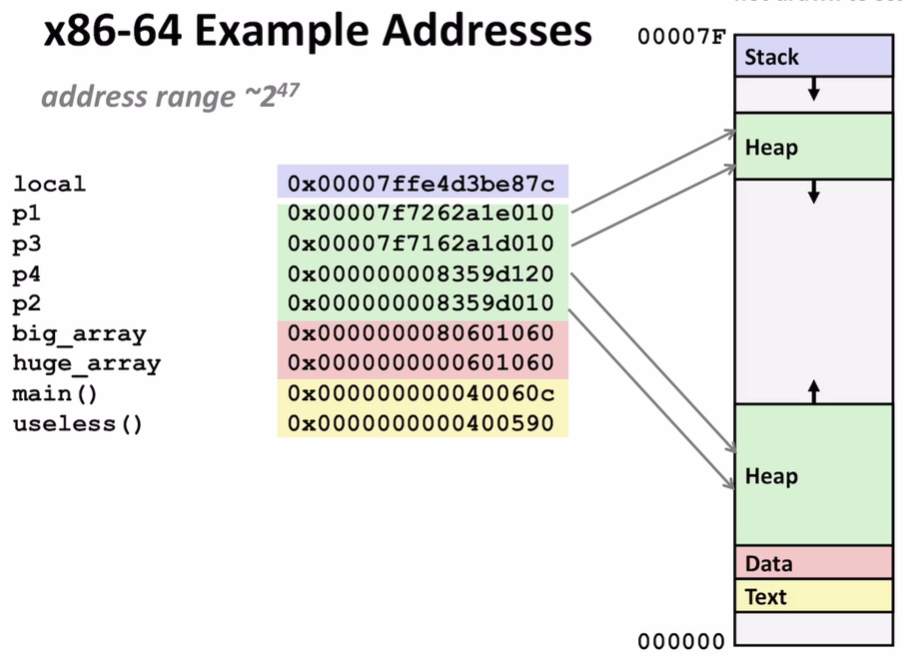 x86-64 Example Addresses
address range ~2^47
local 0x00007ffe4d3be87c
p1 0x00007f7262a1e010
p3 0x00007f7162a1d010
p4 0x000000008359d120
p2 0x000000008359d010
big_array 0x0000000080601060
huge_array 0x0000000000601060
main() 0x000000000040060c
useless() 0x0000000000400590
00007F
Stack
Heap
Heap
Data
Text
000000